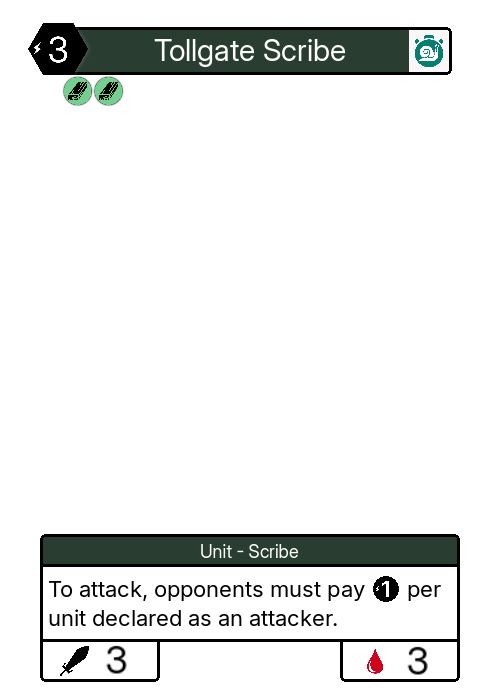 3 Tollgate Scribe
Unit - Scribe
To attack, opponents must pay 1 per
unit declared as an attacker.
3 3